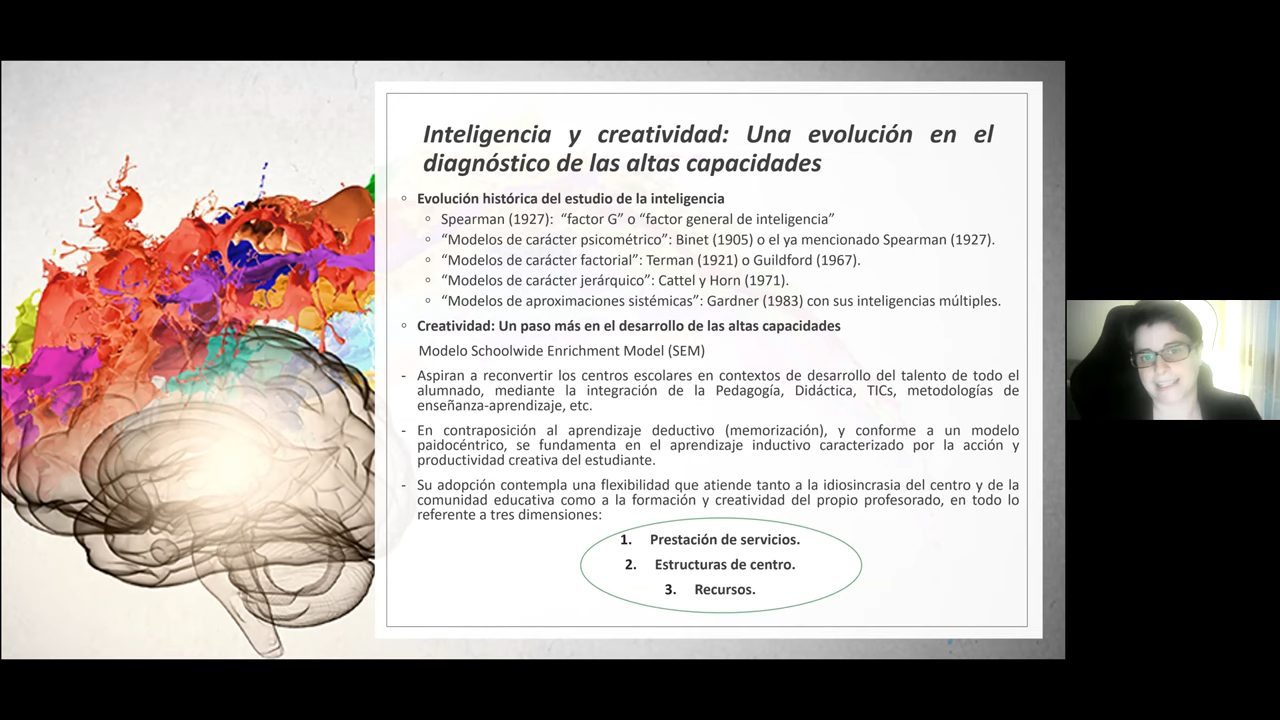 Inteligencia y creatividad: Una evolución en el
diagnóstico de las altas capacidades
◦ Evolución histórica del estudio de la inteligencia
◦ Spearman (1927): “factor G” o “factor general de inteligencia”
◦ “Modelos de carácter psicométrico”: Binet (1905) o el ya mencionado Spearman (1927).
◦ “Modelos de carácter factorial”: Terman (1921) o Guildford (1967).
◦ “Modelos de carácter jerárquico”: Cattel y Horn (1971).
◦ “Modelos de aproximaciones sistémicas”: Gardner (1983) con sus inteligencias múltiples.
◦ Creatividad: Un paso más en el desarrollo de las altas capacidades
Modelo Schoolwide Enrichment Model (SEM)
- Aspiran a reconvertir los centros escolares en contextos de desarrollo del talento de todo el
alumnado, mediante la integración de la Pedagogía, Didáctica, TICs, metodologías de
enseñanza-aprendizaje, etc.
- En contraposición al aprendizaje deductivo (memorización), y conforme a un modelo
paidocéntrico, se fundamenta en el aprendizaje inductivo caracterizado por la acción y
productividad creativa del estudiante.
- Su adopción contempla una flexibilidad que atiende tanto a la idiosincrasia del centro y de la
comunidad educativa como a la formación y creatividad del propio profesorado, en todo lo
referente a tres dimensiones:
1. Prestación de servicios.
2. Estructuras de centro.
3. Recursos.